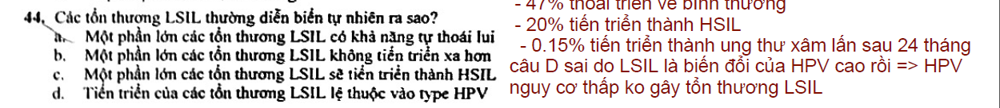 44. Các tổn thương LSIL thường diễn biến tự nhiên ra sao?
a. Một phần lớn các tổn thương LSIL có khả năng tự thoái lui
b. Một phần lớn các tổn thương LSIL không tiến triển xa hơn
c. Một phần lớn các tổn thương LSIL sẽ tiến triển thành HSIL
d. Tiến triển của các tổn thương LSIL lệ thuộc vào type HPV
- 47% thoái triển về bình thường
- 20% tiến triển thành HSIL
- 0.15% tiến triển thành ung thư xâm lấn sau 24 tháng
câu D sai do LSIL là biến đổi của HPV cao rồi => HPV
nguy cơ thấp ko gây tổn thương LSIL